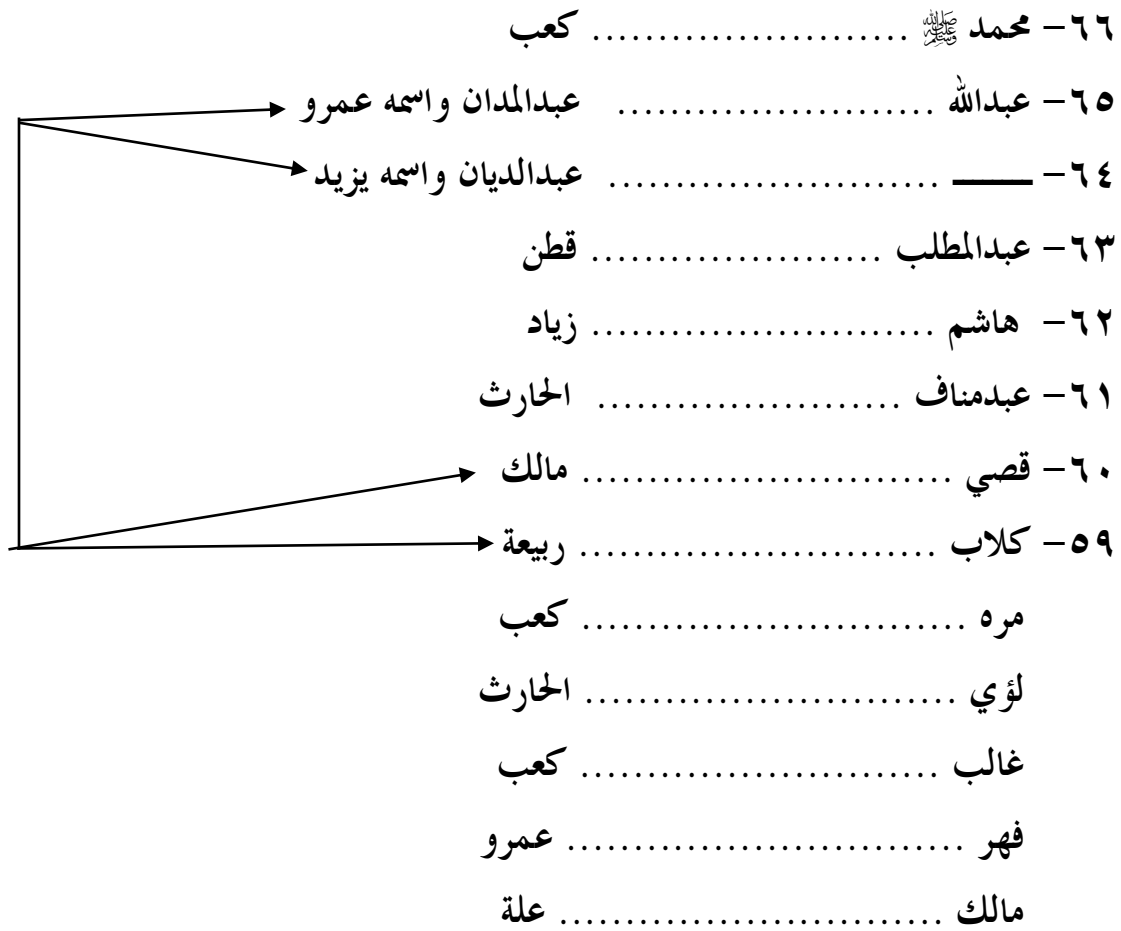 ٦٦– محمد ﷺ ........................ كعب
٦٥– عبدالله ....................... عبدالمدان واسمه عمرو
٦٤– ـــــــ ........................ عبدالديان واسمه يزيد
٦٣– عبدالمطلب ..................... قطن
٦٢– هاشم ......................... زياد
٦١– عبدمناف ...................... الحارث
٦٠– قصي ........................... مالك
٥٩– كلاب .......................... ربيعة
مره ............................ كعب
لؤي ........................... الحارث
غالب .......................... كعب
فهر ............................. عمرو
مالك ............................ علة